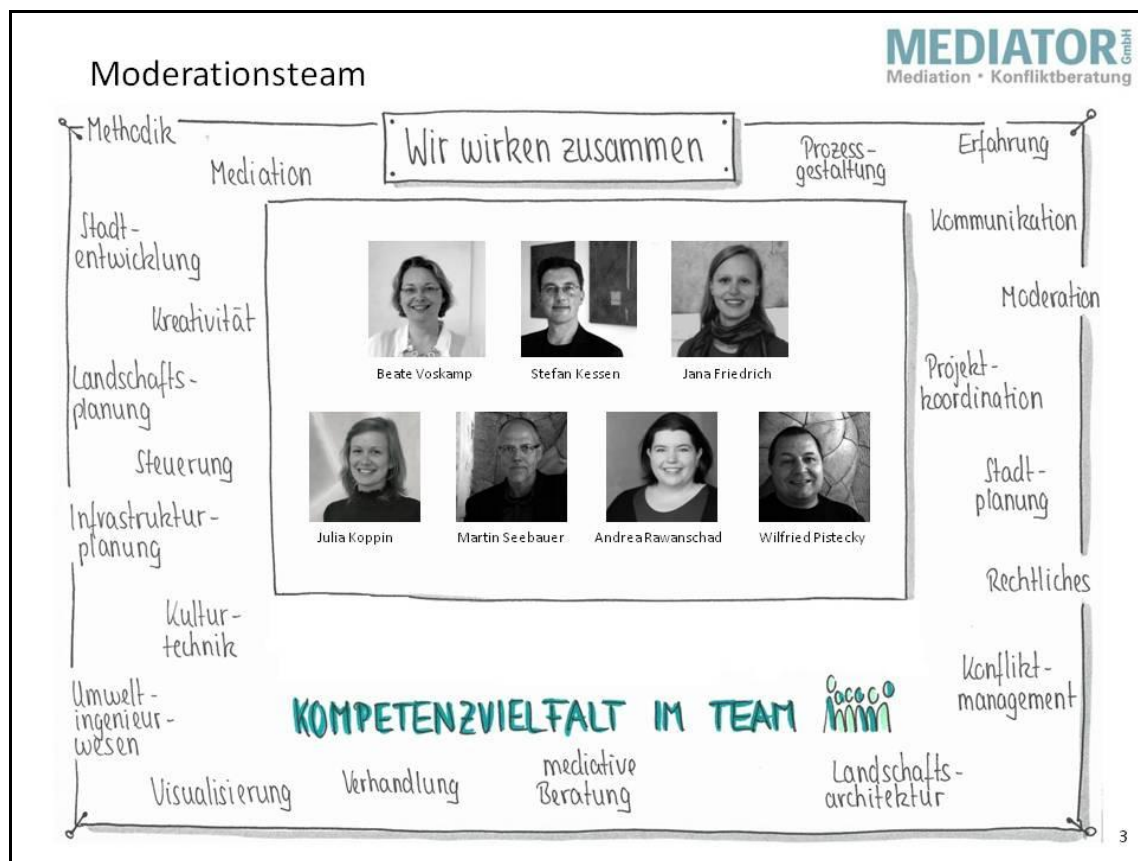 Moderationsteam
MEDIATOR GmbH
Mediation • Konfliktberatung
Methodik
Mediation
Wir wirken zusammen
Prozess-
gestaltung
Erfahrung
Stadt-
entwicklung
Kommunikation
Kreativität
Moderation
Beate Voskamp
Stefan Kessen
Jana Friedrich
Landschafts-
planung
Projekt-
koordination
Steuerung
Stadt-
planung
Infrastruktur-
planung
Julia Koppin
Martin Seebauer
Andrea Rawanschad
Wilfried Pistecky
Rechtliches
Kultur-
technik
Konflikt-
management
Umwelt-
ingenieur-
wesen
KOMPETENZVIELFALT IM TEAM
Visualisierung
Verhandlung
mediative
Beratung
Landschafts-
architektur
3